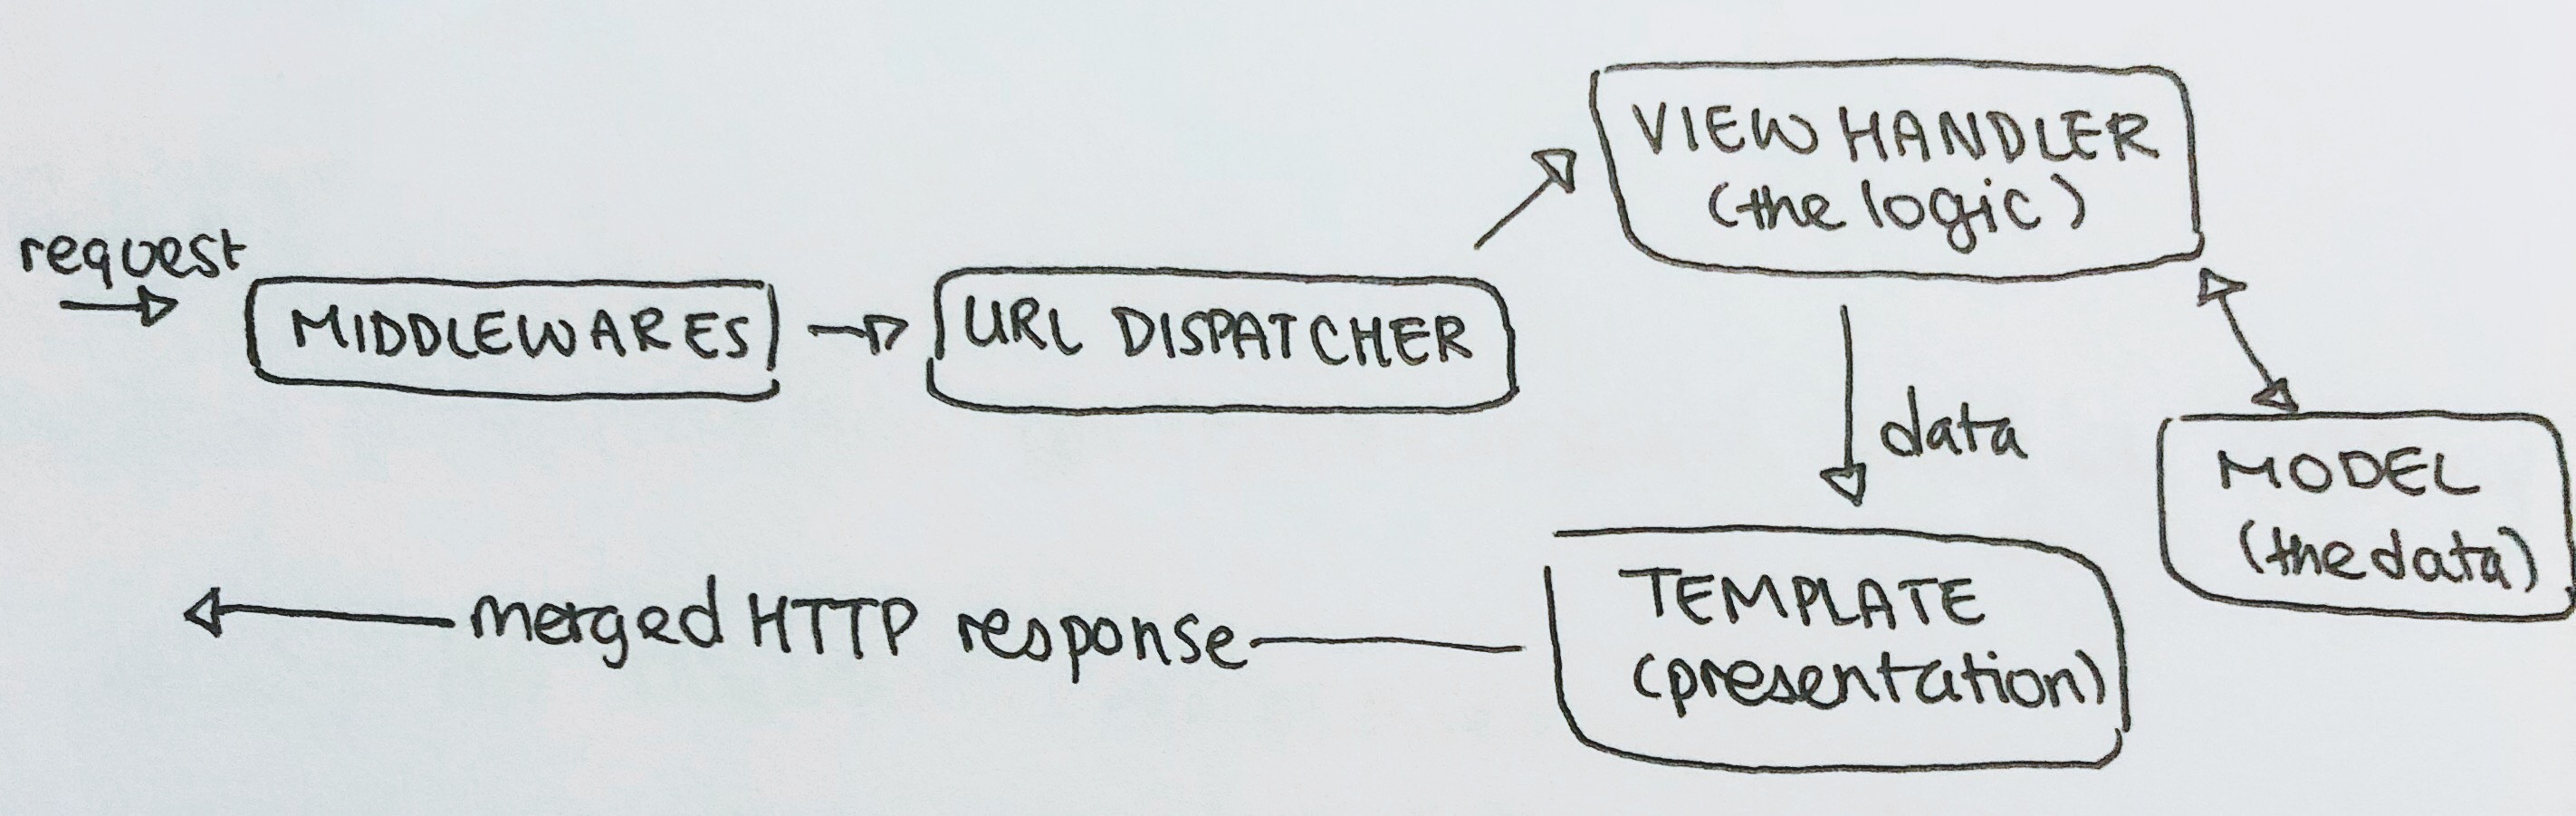 request
MIDDLEWARES
URL DISPATCHER
VIEW HANDLER
(the logic)
data
MODEL
(the data)
TEMPLATE
(presentation)
merged HTTP response